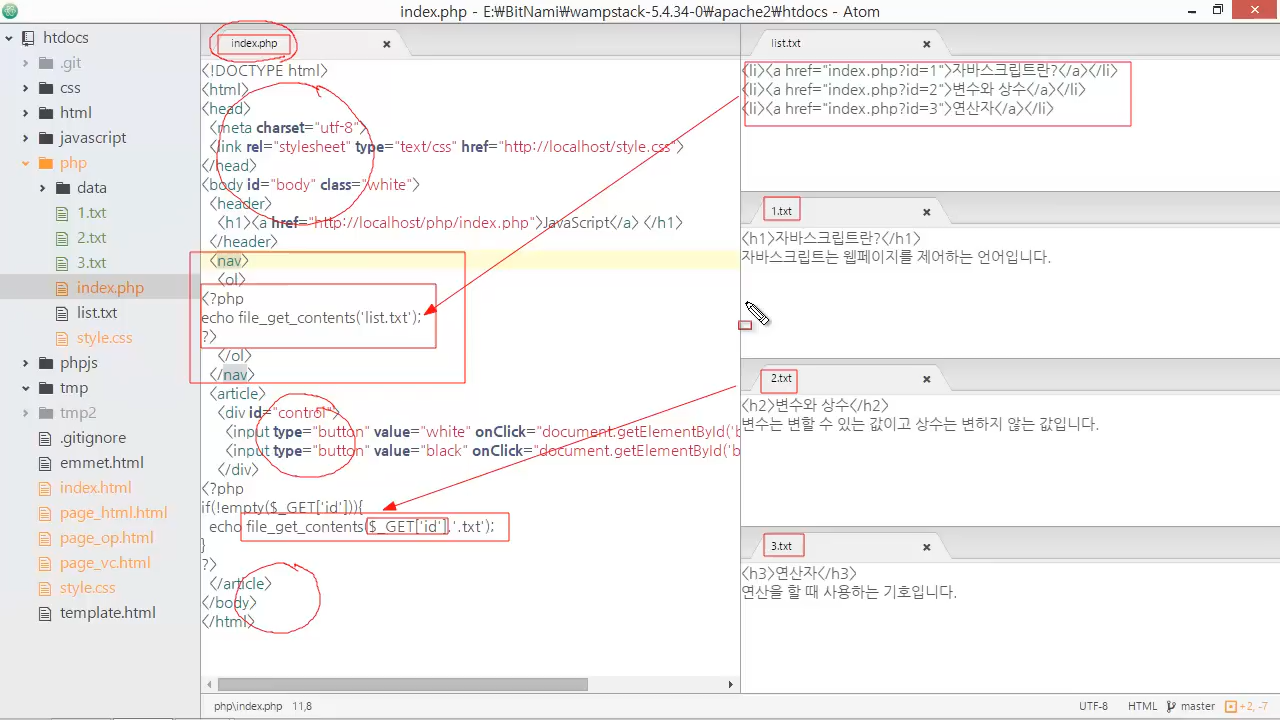 index.php - E:₩BitNami₩wampstack-5.4.34-0₩apache2₩htdocs - Atom
htdocs
.git
css
html
javascript
php
data
1.txt
2.txt
3.txt
index.php
list.txt
style.css
phpjs
tmp
tmp2
.gitignore
emmet.html
index.html
page_html.html
page_op.html
page_vc.html
style.css
template.html
index.php
<!DOCTYPE html>
<html>
<head>
<meta charset="utf-8">
<link rel="stylesheet" type="text/css" href="http://localhost/style.css">
</head>
<body id="body" class="white">
<header>
<h1><a href="http://localhost/php/index.php">JavaScript</a> </h1>
</header>
<nav>
<ol>
<?php
echo file_get_contents('list.txt');
?>
</ol>
</nav>
<article>
<div id="control">
<input type="button" value="white" onClick="document.getElementById('b
<input type="button" value="black" onClick="document.getElementById('b
</div>
<?php
if(!empty($_GET['id'])){
echo file_get_contents($_GET['id'].'.txt');
}
?>
</article>
</body>
</html>
list.txt
<li><a href="index.php?id=1">자바스크립트란?</a></li>
<li><a href="index.php?id=2">변수와 상수</a></li>
<li><a href="index.php?id=3">연산자</a></li>
1.txt
<h1>자바스크립트란?</h1>
자바스크립트는 웹페이지를 제어하는 언어입니다.
2.txt
<h2>변수와 상수</h2>
변수는 변할 수 있는 값이고 상수는 변하지 않는 값입니다.
3.txt
<h3>연산자</h3>
연산을 할 때 사용하는 기호입니다.
php\index.php 11,8
UTF-8 HTML master +2, -7